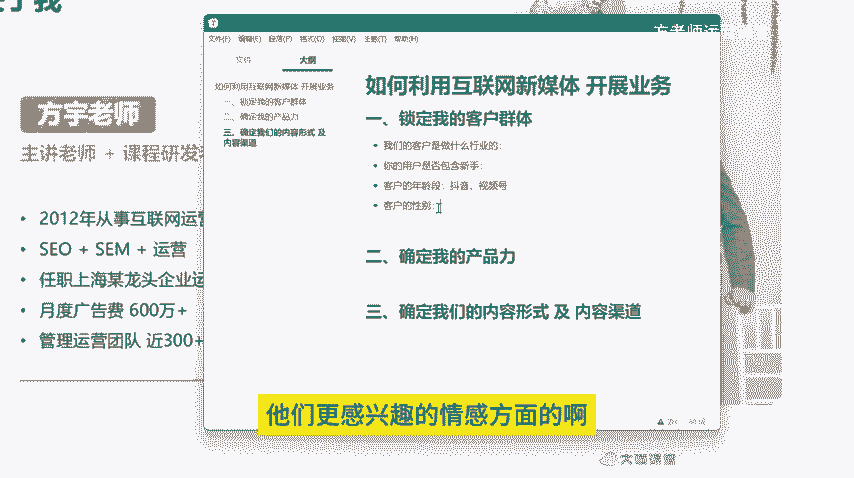 于我
方老师运
文件(F) 编辑(E) 段落(P) 格式(O) 视图(V) 主题(T) 帮助(H)
文件 大纲
如何利用互联网新媒体 开展业务
一、锁定我的客户群体
二、确定我的产品力
三、确定我们的内容形式 及
内容渠道
如何利用互联网新媒体 开展业务
一、锁定我的客户群体
• 我们的客户是做什么行业的：
• 你的用户是否包含新手：
• 客户的年龄段：抖音、视频号
• 客户的性别：
二、确定我的产品力
三、确定我们的内容形式 及 内容渠道
方宇老师
主讲老师 + 课程研发
• 2012年从事互联网运营
• SEO + SEM + 运营
• 任职上海某龙头企业运
• 月度广告费 600万+
• 管理运营团队 近300+
他们更感兴趣的情感方面的啊